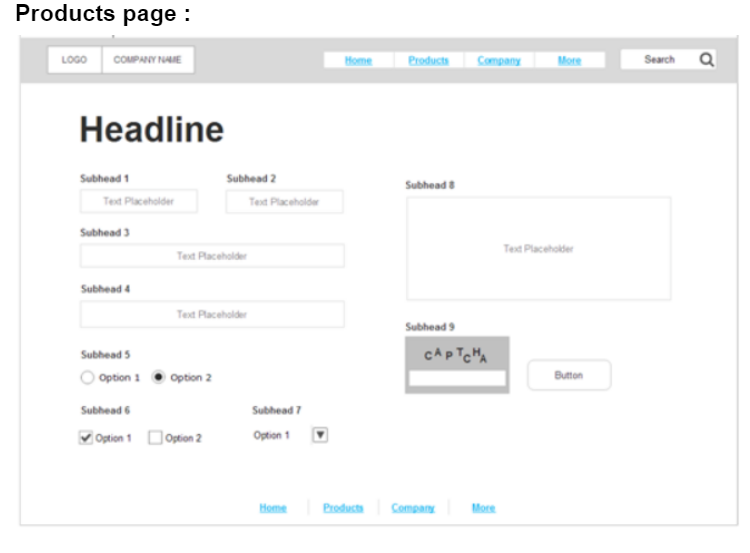 Products page :
LOGO COMPANY NAME Home Products Company More Search
Headline
Subhead 1 Subhead 2
Text Placeholder Text Placeholder
Subhead 3
Text Placeholder
Subhead 4
Text Placeholder
Subhead 5
Option 1 Option 2
Subhead 6 Subhead 7
Option 1 Option 2 Option 1
Subhead 8
Text Placeholder
Subhead 9
CAPTCHA
Button
Home Products Company More